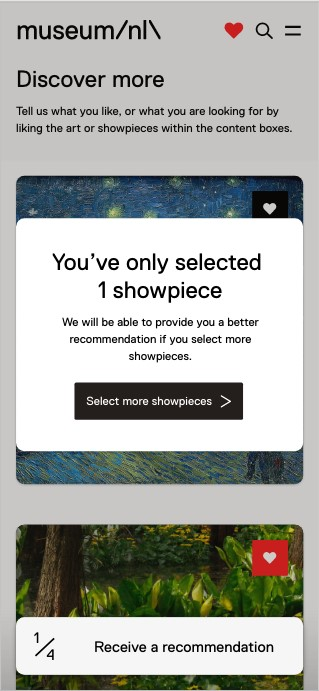 museum/nl\
Discover more
Tell us what you like, or what you are looking for by
liking the art or showpieces within the content boxes.
You’ve only selected
1 showpiece
We will be able to provide you a better
recommendation if you select more
showpieces.
Select more showpieces
1/4 Receive a recommendation